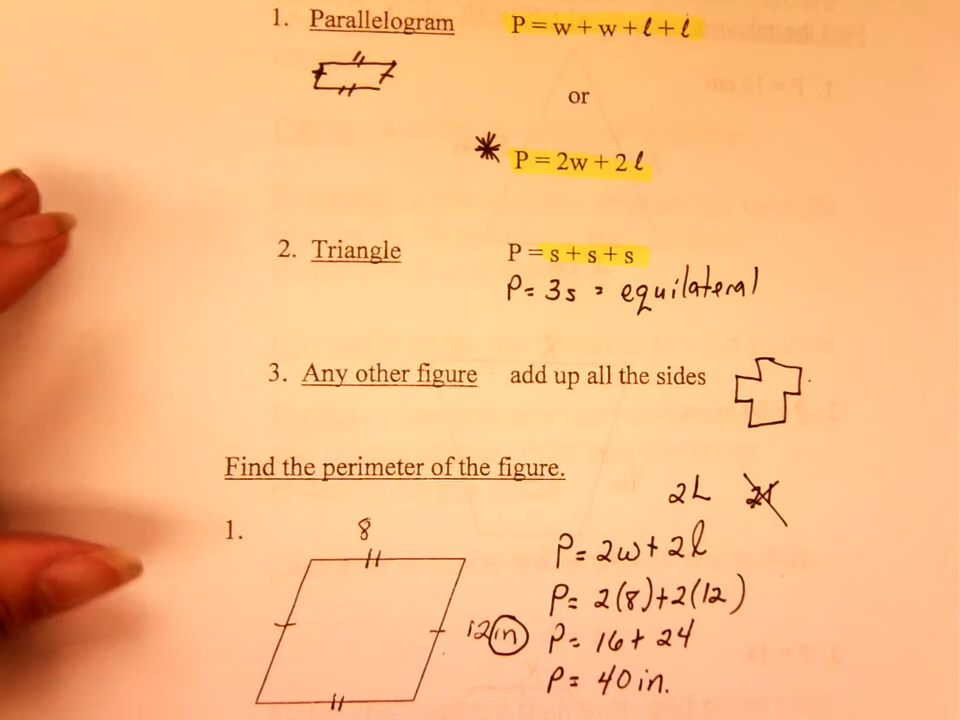 1. Parallelogram P = w + w + ℓ + ℓ
or
* P = 2w + 2 ℓ
2. Triangle P = s + s + s
P = 3s = equilateral
3. Any other figure add up all the sides
Find the perimeter of the figure.
2L
1. 8
P = 2w + 2l
P = 2(8)+2(12)
12 in P = 16 + 24
P = 40 in.